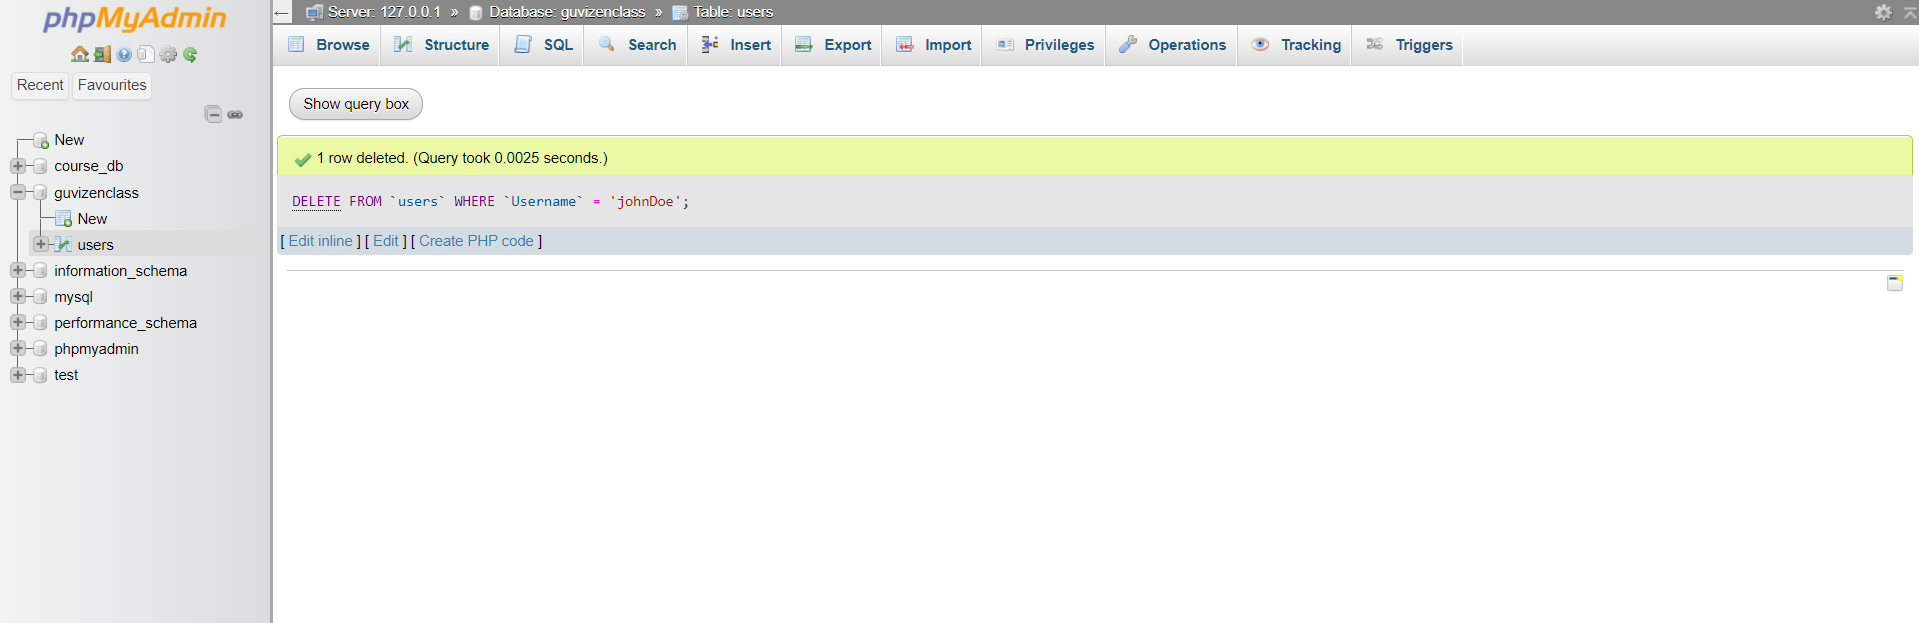 phpMyAdmin
Recent Favourites
New
course_db
guvizenclass
New
users
information_schema
mysql
performance_schema
phpmyadmin
test
Server: 127.0.0.1 » Database: guvizenclass » Table: users
Browse Structure SQL Search Insert Export Import Privileges Operations Tracking Triggers
Show query box
1 row deleted. (Query took 0.0025 seconds.)
DELETE FROM `users` WHERE `Username` = 'johnDoe';
[ Edit inline ] [ Edit ] [ Create PHP code ]